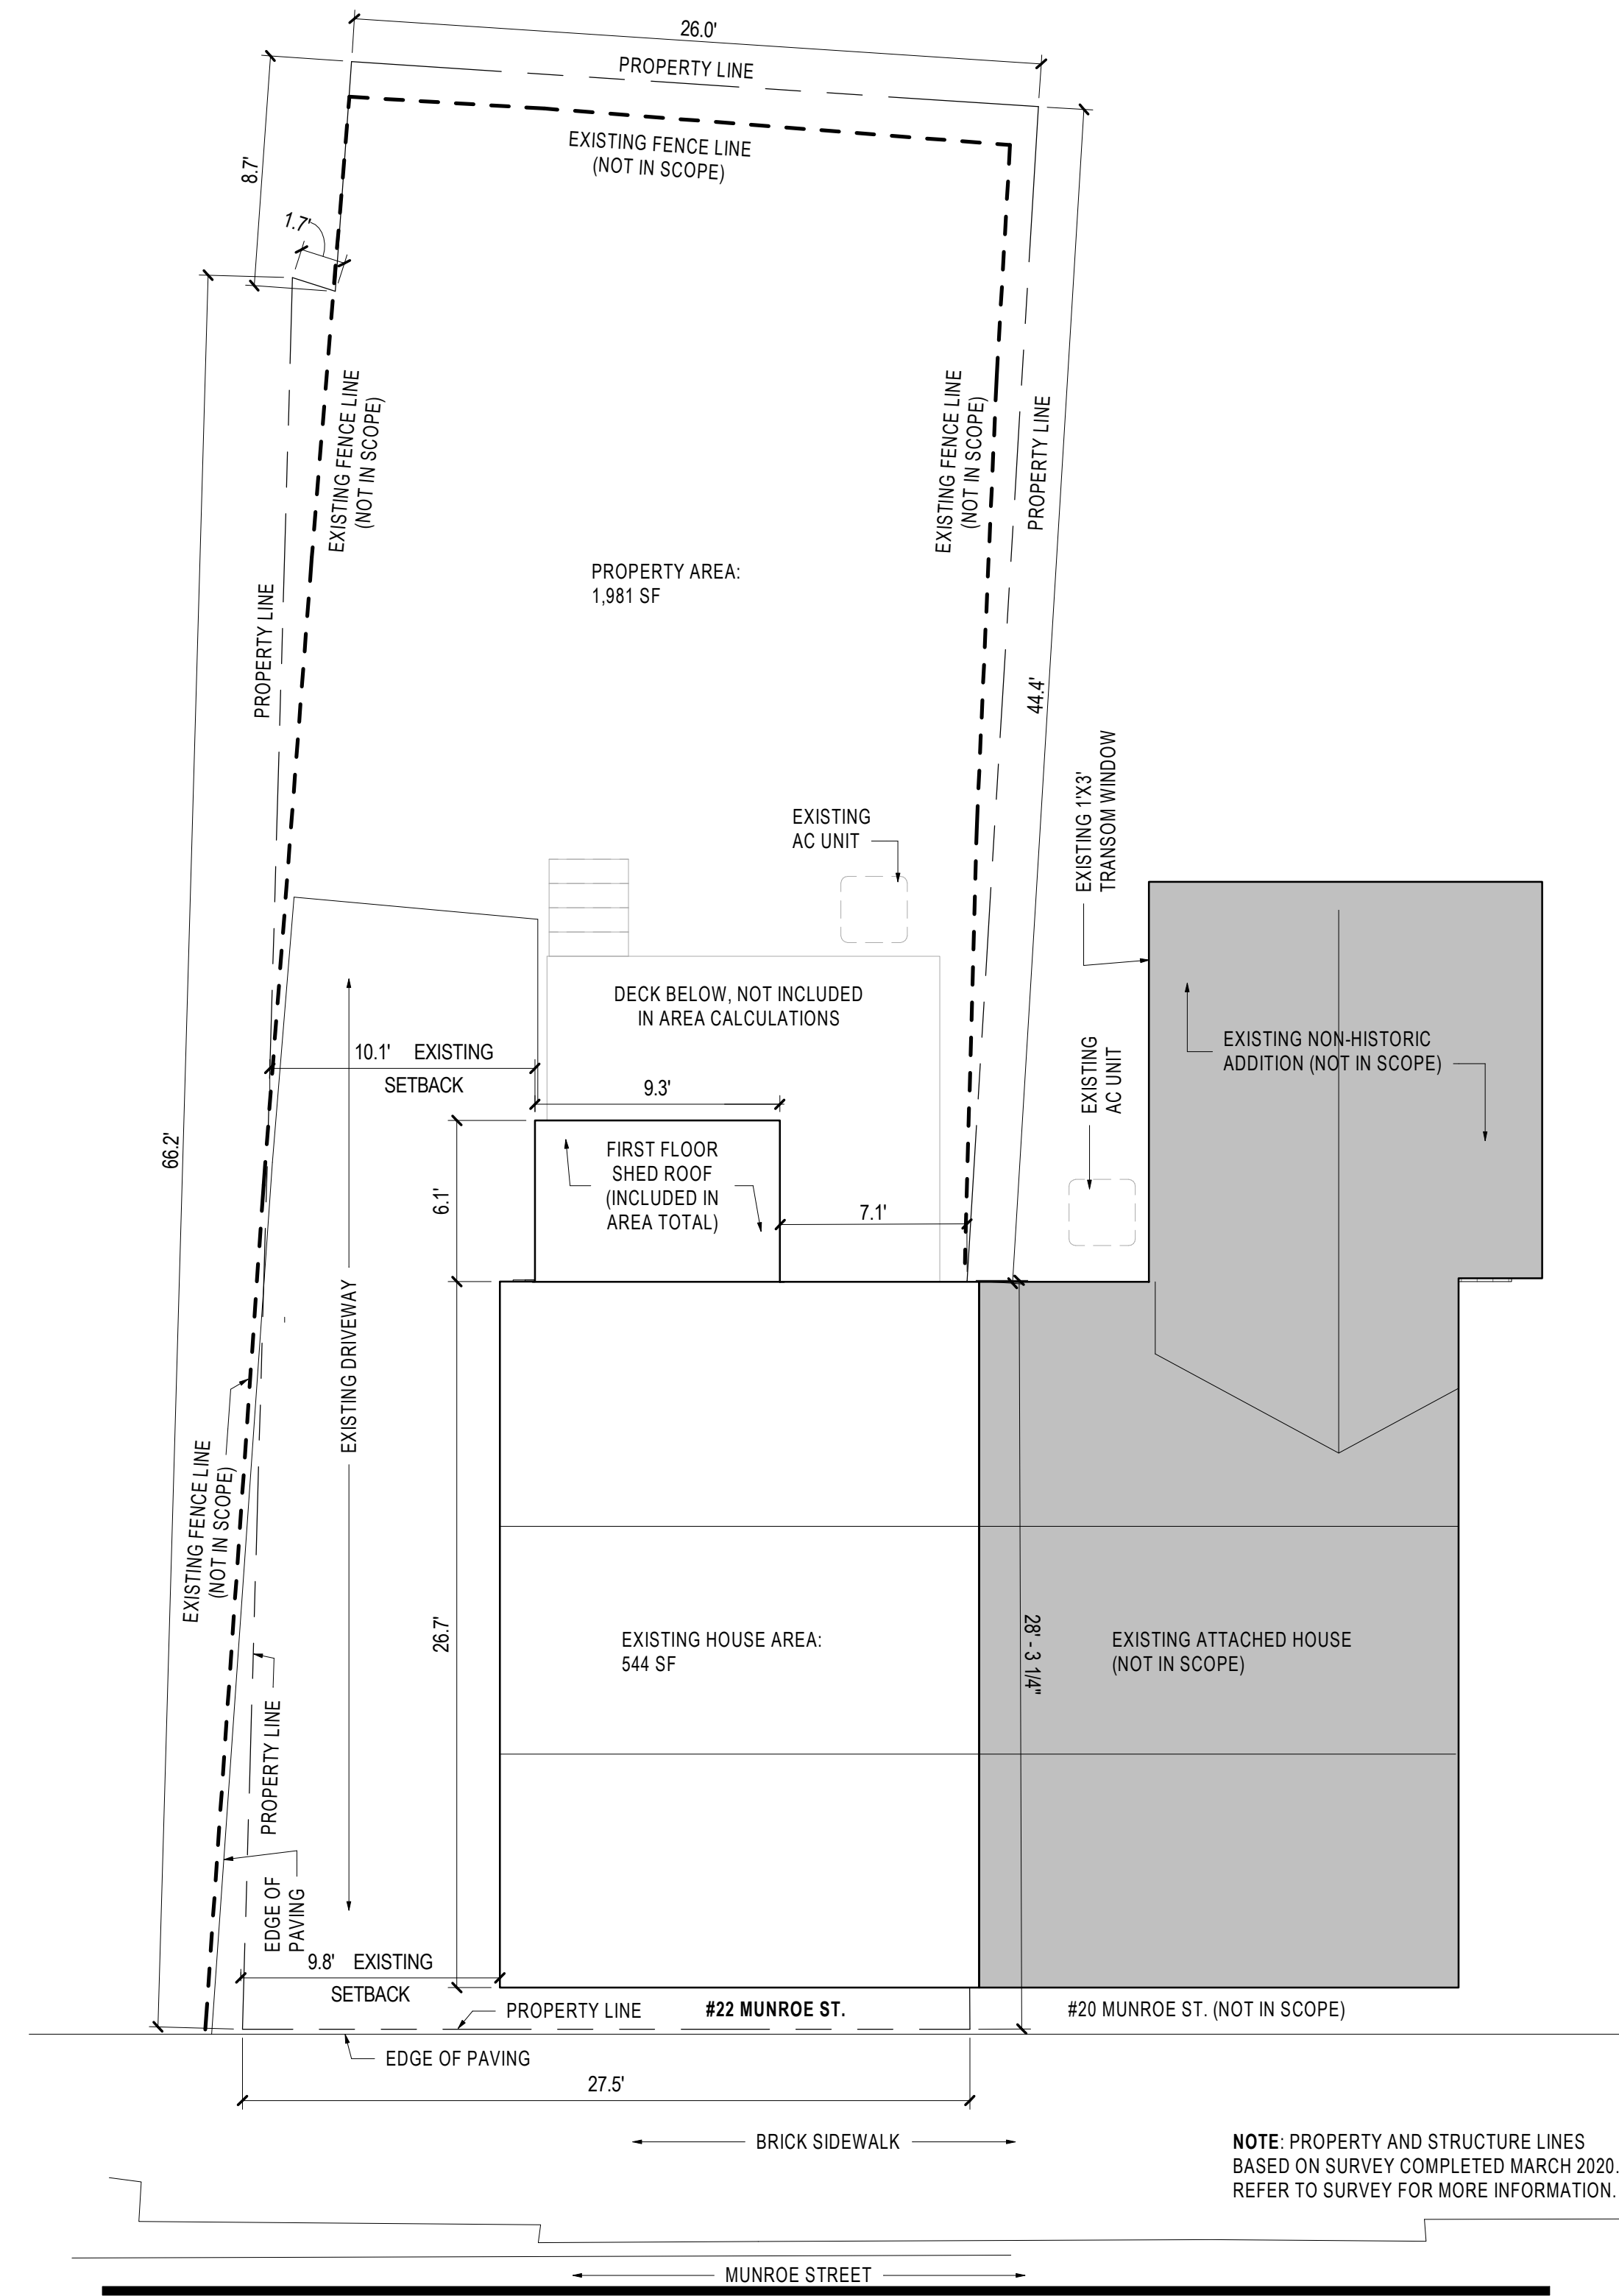 26.0'
PROPERTY LINE
EXISTING FENCE LINE
(NOT IN SCOPE)
8.7'
1.7'
EXISTING FENCE LINE
(NOT IN SCOPE)
EXISTING FENCE LINE
(NOT IN SCOPE)
PROPERTY LINE
PROPERTY AREA:
1,981 SF
PROPERTY LINE
44.4'
EXISTING 1'X3'
TRANSOM WINDOW
EXISTING
AC UNIT
DECK BELOW, NOT INCLUDED
IN AREA CALCULATIONS
10.1' EXISTING
SETBACK
9.3'
EXISTING
AC UNIT
EXISTING NON-HISTORIC
ADDITION (NOT IN SCOPE)
66.2'
6.1'
FIRST FLOOR
SHED ROOF
(INCLUDED IN
AREA TOTAL)
7.1'
EXISTING DRIVEWAY
EXISTING FENCE LINE
(NOT IN SCOPE)
26.7'
EXISTING HOUSE AREA:
544 SF
28' - 3 1/4"
EXISTING ATTACHED HOUSE
(NOT IN SCOPE)
PROPERTY LINE
EDGE OF
PAVING
9.8' EXISTING
SETBACK
PROPERTY LINE
#22 MUNROE ST.
#20 MUNROE ST. (NOT IN SCOPE)
EDGE OF PAVING
27.5'
BRICK SIDEWALK
NOTE: PROPERTY AND STRUCTURE LINES
BASED ON SURVEY COMPLETED MARCH 2020.
REFER TO SURVEY FOR MORE INFORMATION.
MUNROE STREET